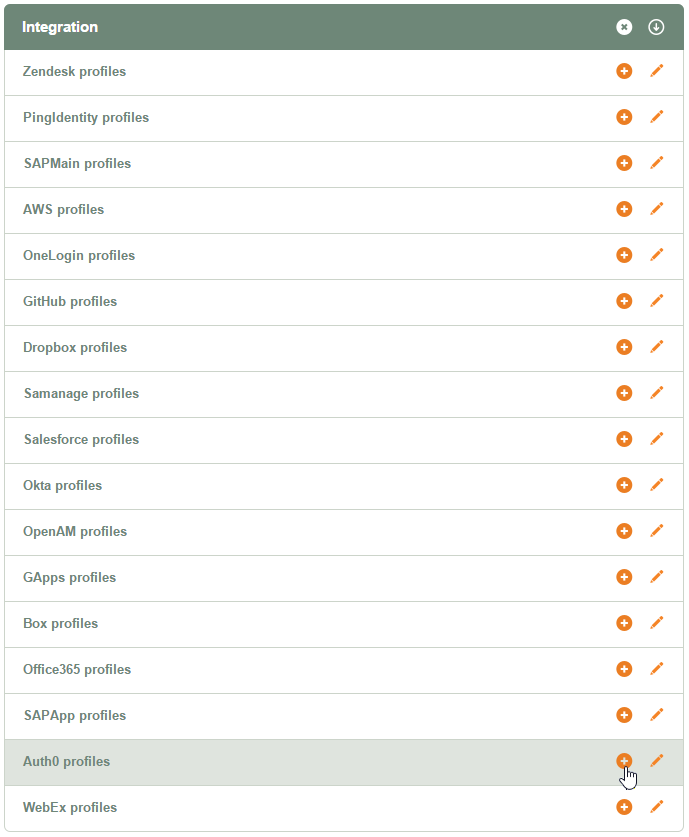 Integration
Zendesk profiles
PingIdentity profiles
SAPMain profiles
AWS profiles
OneLogin profiles
GitHub profiles
Dropbox profiles
Samanage profiles
Salesforce profiles
Okta profiles
OpenAM profiles
GApps profiles
Box profiles
Office365 profiles
SAPApp profiles
Auth0 profiles
WebEx profiles